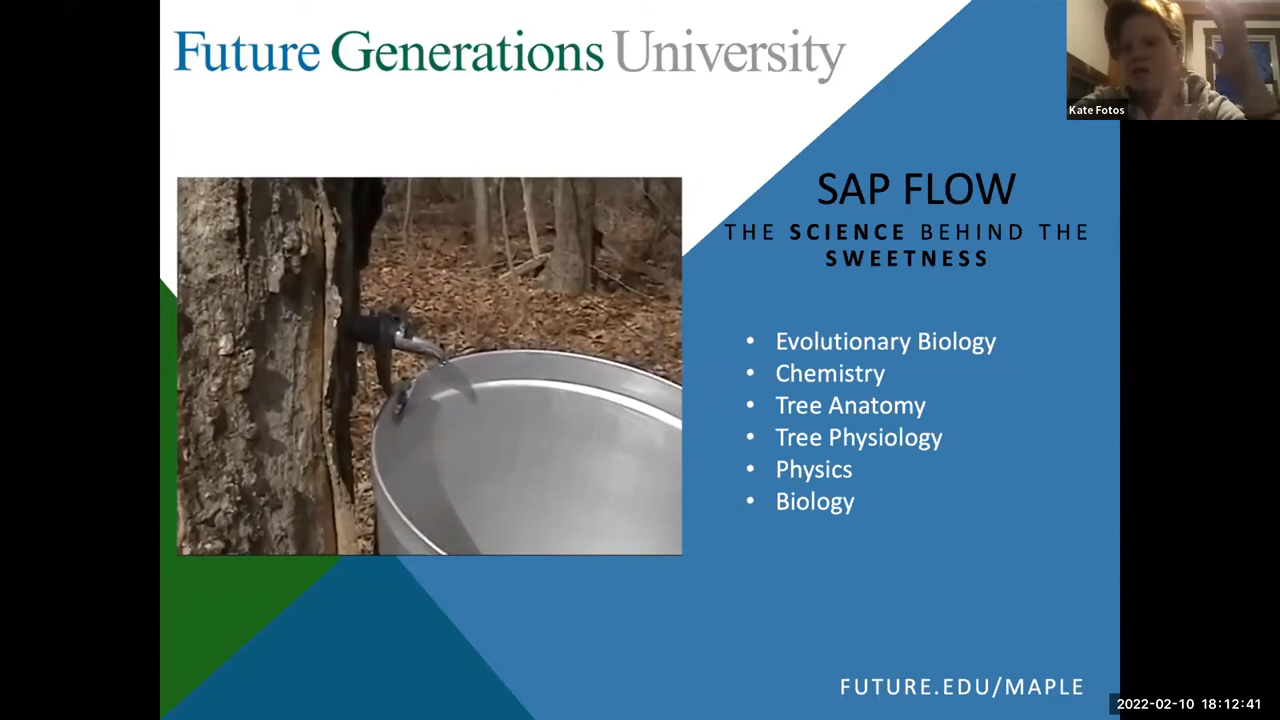 Future Generations University
Kate Fotos
SAP FLOW
THE SCIENCE BEHIND THE
SWEETNESS
• Evolutionary Biology
• Chemistry
• Tree Anatomy
• Tree Physiology
• Physics
• Biology
FUTURE.EDU/MAPLE
2022-02-10 18:12:41